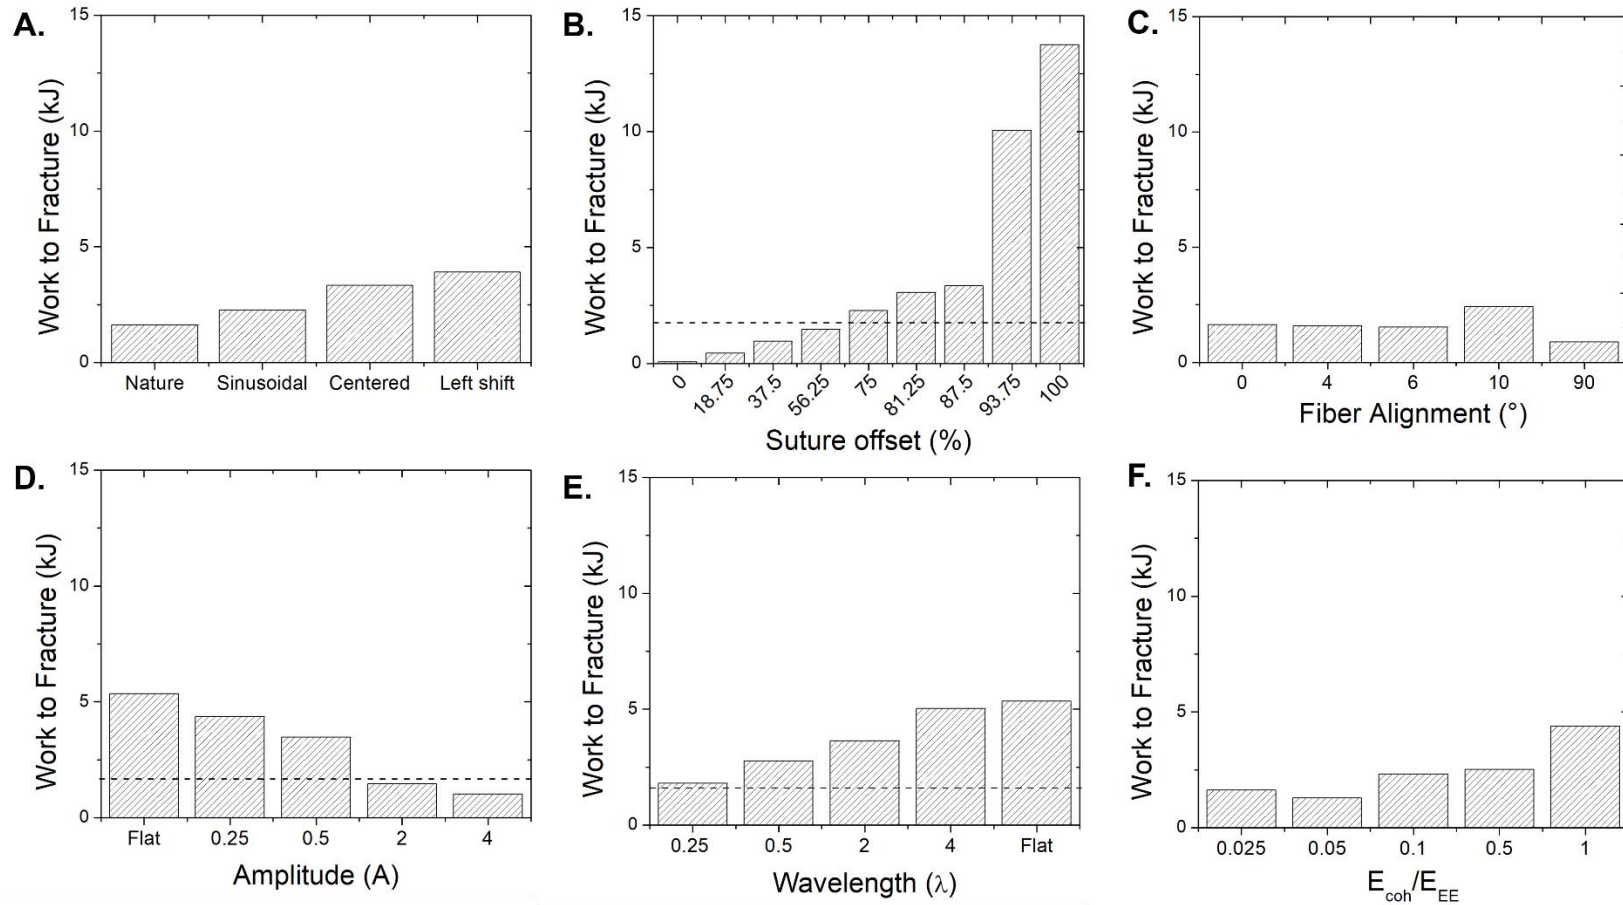 A.
Work to Fracture (kJ)
15
10
5
0
Nature Sinusoidal Centered Left shift
B.
Work to Fracture (kJ)
15
10
5
0
0 18.75 37.5 56.25 75 81.25 87.5 93.75 100
Suture offset (%)
C.
Work to Fracture (kJ)
15
10
5
0
0 4 6 10 90
Fiber Alignment (°)
D.
Work to Fracture (kJ)
15
10
5
0
Flat 0.25 0.5 2 4
Amplitude (A)
E.
Work to Fracture (kJ)
15
10
5
0
0.25 0.5 2 4 Flat
Wavelength (λ)
F.
Work to Fracture (kJ)
15
10
5
0
0.025 0.05 0.1 0.5 1
E_coh/E_EE